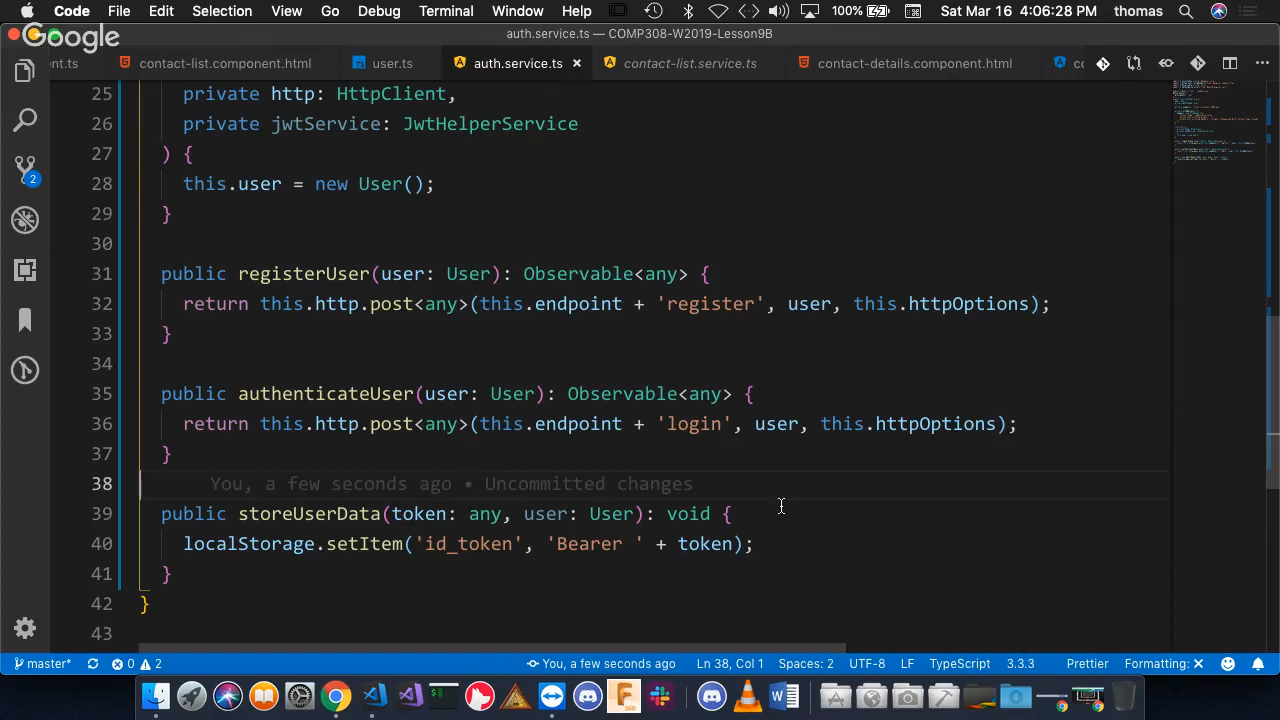 Code File Edit Selection View Go Debug Terminal Window Help 100% Sat Mar 16 4:06:28 PM thomas
Google
auth.service.ts — COMP308-W2019-Lesson9B
ent.ts contact-list.component.html user.ts auth.service.ts contact-list.service.ts contact-details.component.html cc
25 private http: HttpClient,
26 private jwtService: JwtHelperService
27 ) {
28 this.user = new User();
29 }
30
31 public registerUser(user: User): Observable<any> {
32 return this.http.post<any>(this.endpoint + 'register', user, this.httpOptions);
33 }
34
35 public authenticateUser(user: User): Observable<any> {
36 return this.http.post<any>(this.endpoint + 'login', user, this.httpOptions);
37 }
38 You, a few seconds ago • Uncommitted changes
39 public storeUserData(token: any, user: User): void {
40 localStorage.setItem('id_token', 'Bearer ' + token);
41 }
42 }
43
2
master* 0 2 You, a few seconds ago Ln 38, Col 1 Spaces: 2 UTF-8 LF TypeScript 3.3.3 Prettier Formatting: ✕